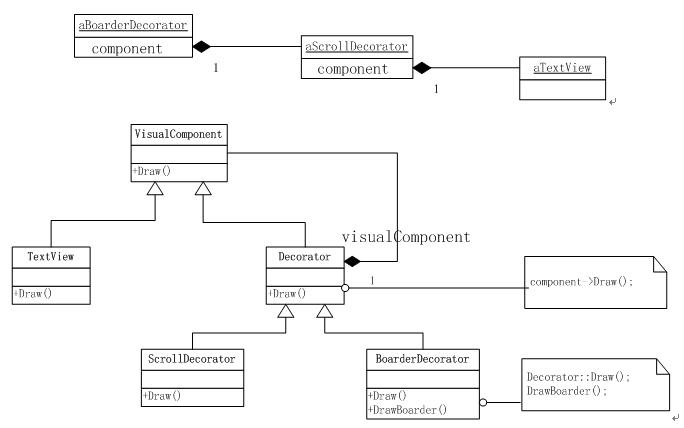 aBoarderDecorator
component
1
aScrollDecorator
component
1
aTextView
VisualComponent
+Draw()
visualComponent
TextView
+Draw()
Decorator
+Draw()
1
component->Draw();
ScrollDecorator
+Draw()
BoarderDecorator
+Draw()
+DrawBoarder()
Decorator::Draw();
DrawBoarder();